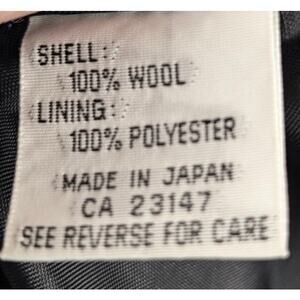 SHELL:
100% WOOL
LINING:
100% POLYESTER
MADE IN JAPAN
CA 23147
SEE REVERSE FOR CARE